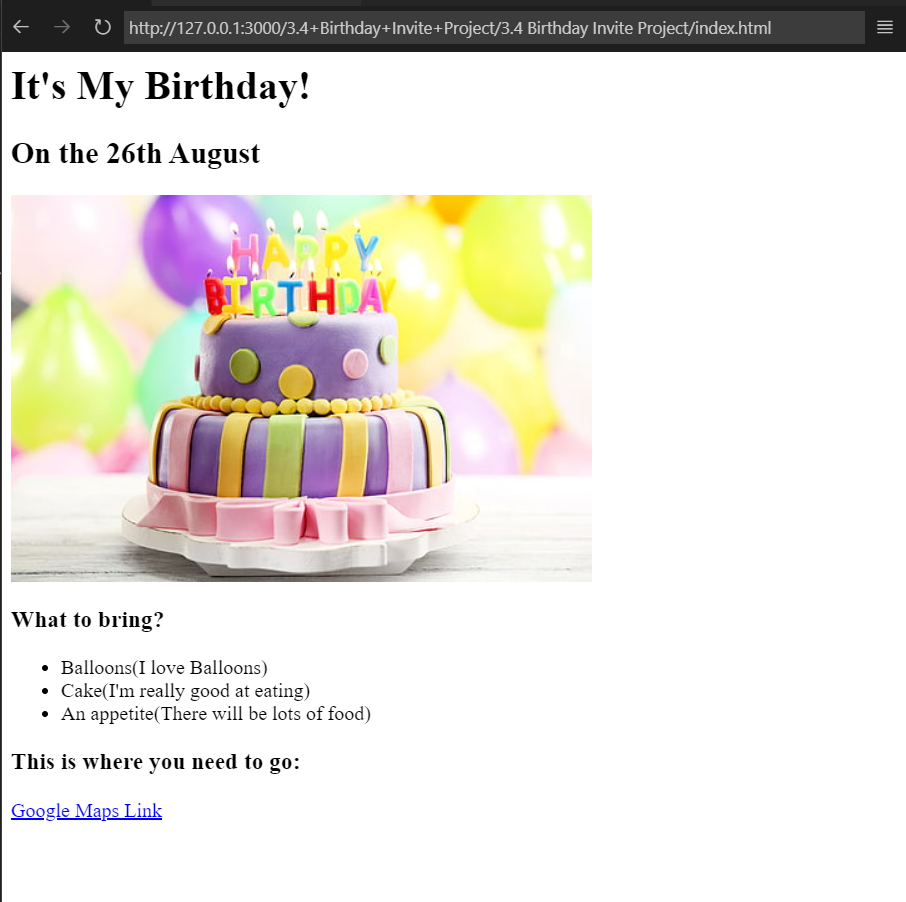 http://127.0.0.1:3000/3.4+Birthday+Invite+Project/3.4 Birthday Invite Project/index.html
It's My Birthday!
On the 26th August
HAPPY
BIRTHDAY
What to bring?
• Balloons(I love Balloons)
• Cake(I'm really good at eating)
• An appetite(There will be lots of food)
This is where you need to go:
Google Maps Link